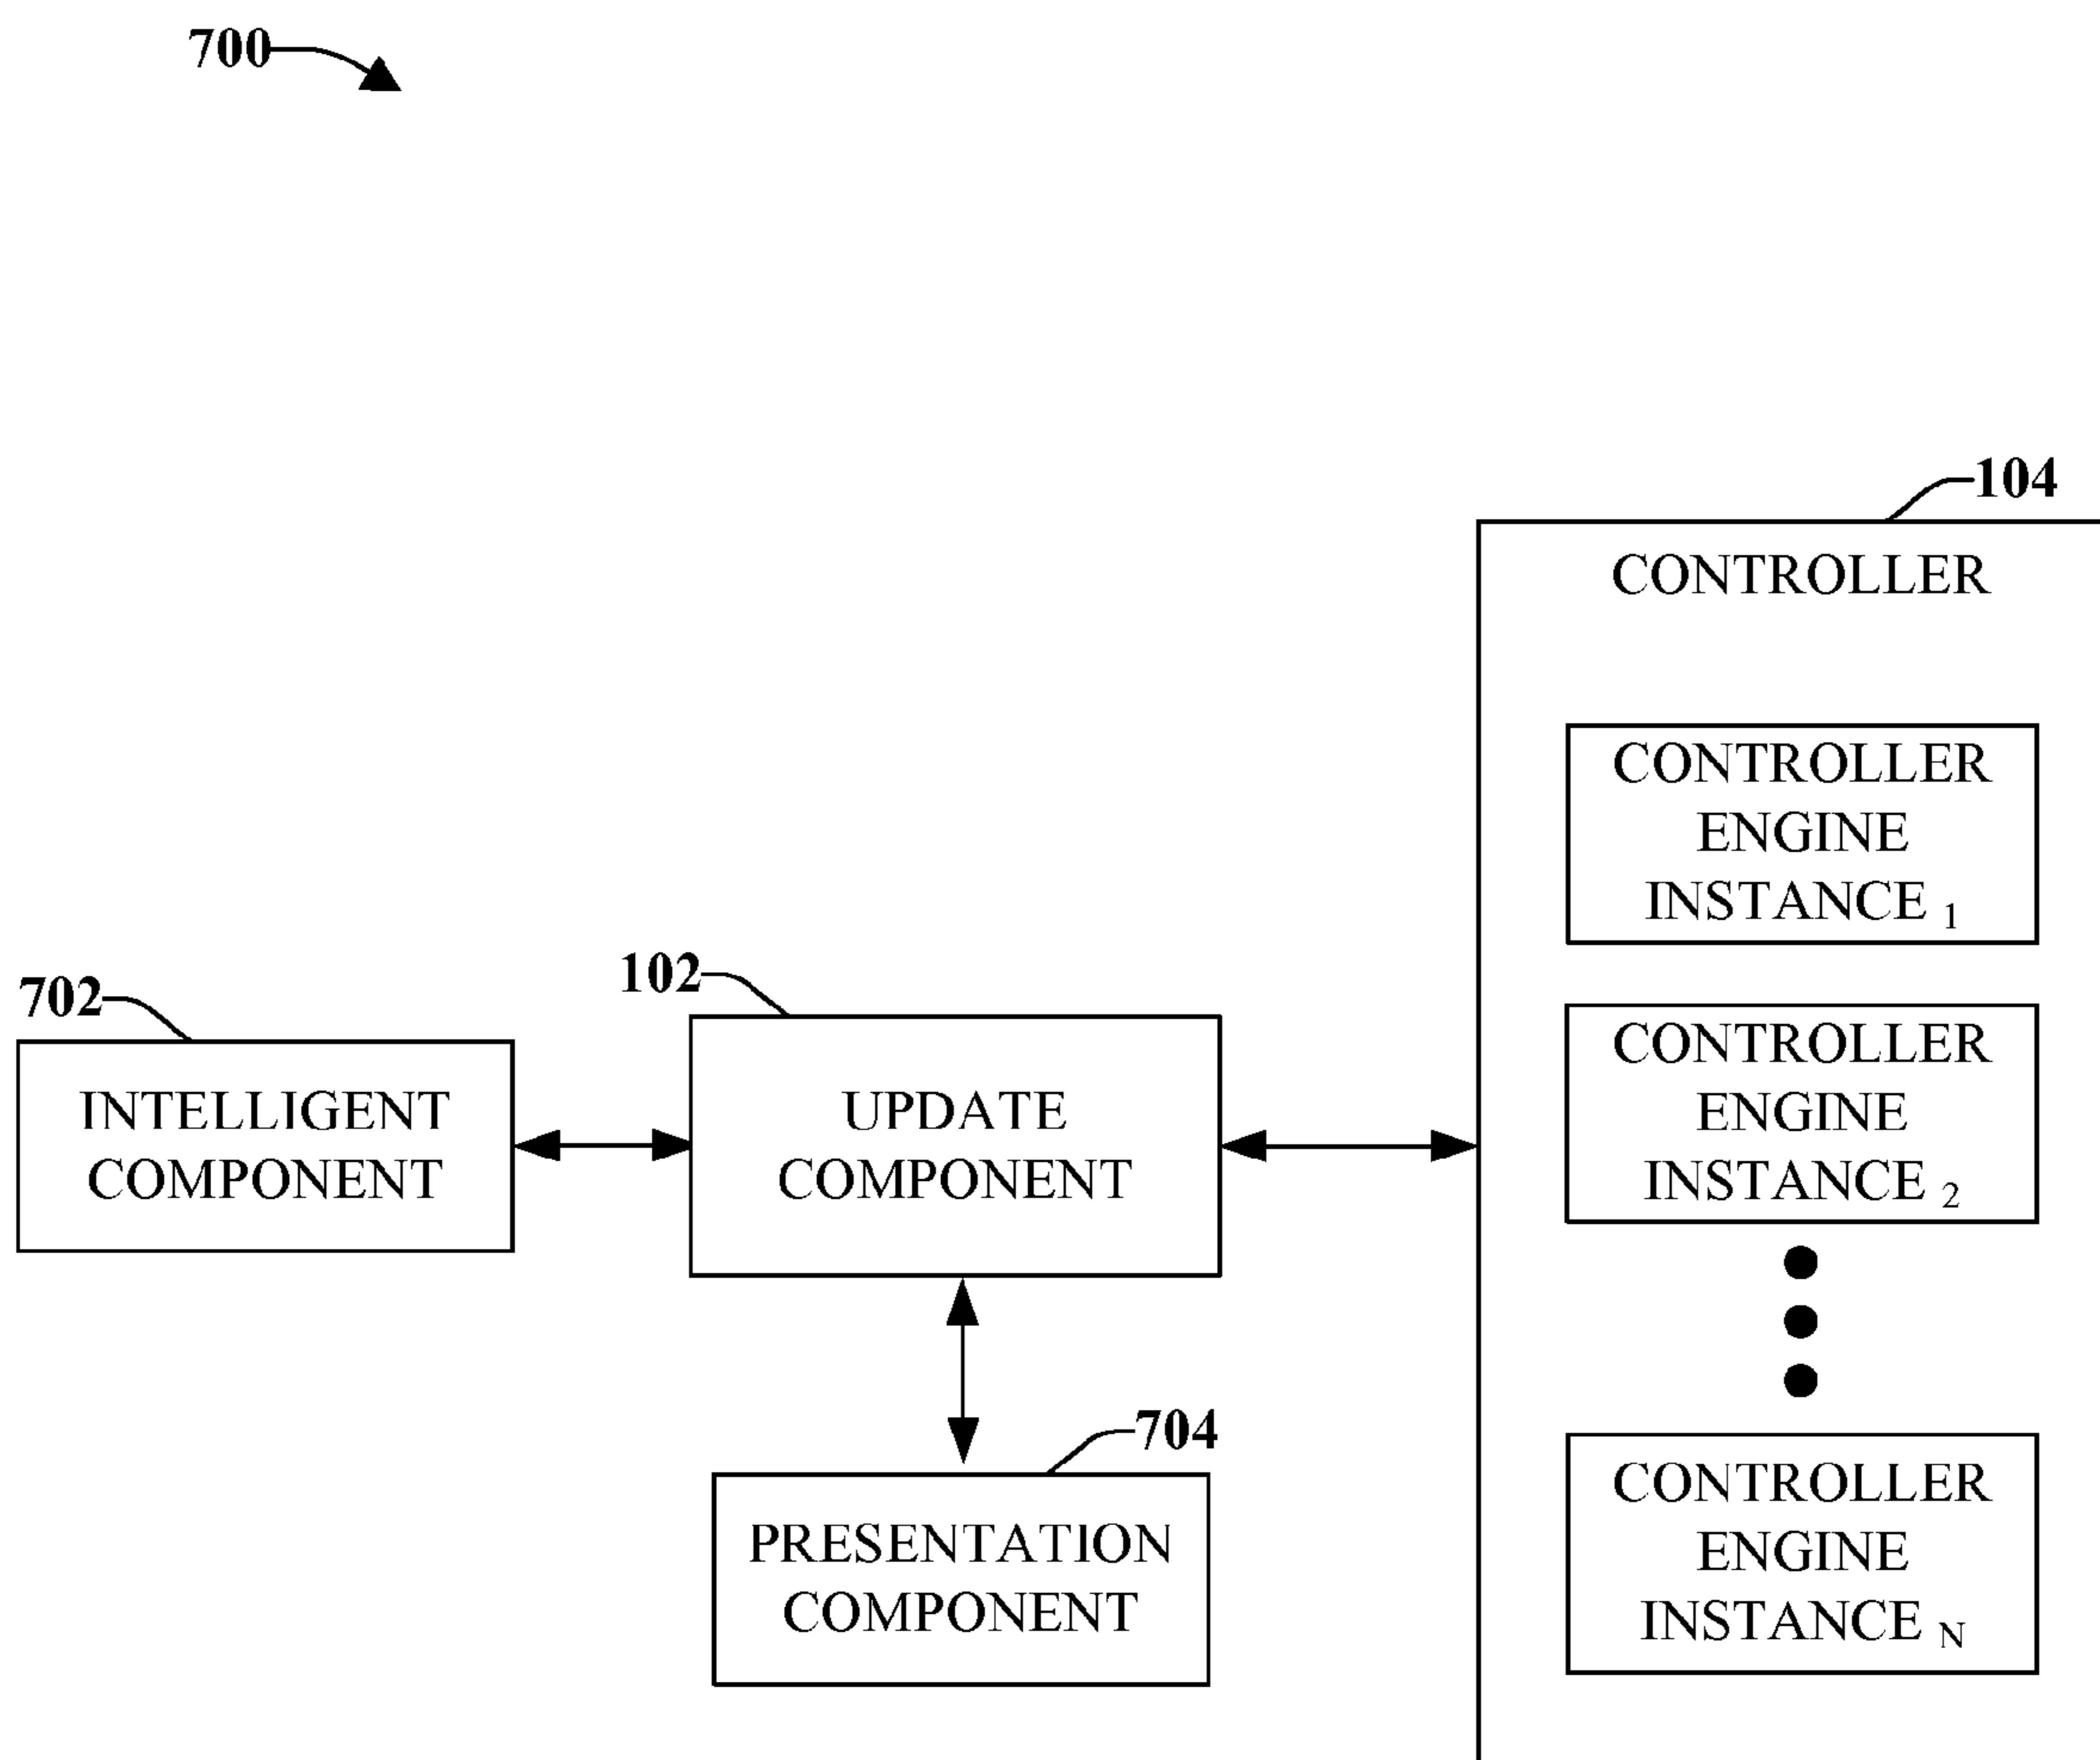 700
104
CONTROLLER
CONTROLLER
ENGINE
INSTANCE 1
102
702
CONTROLLER
ENGINE
INSTANCE 2
INTELLIGENT
COMPONENT
UPDATE
COMPONENT
704
PRESENTATION
COMPONENT
CONTROLLER
ENGINE
INSTANCE N